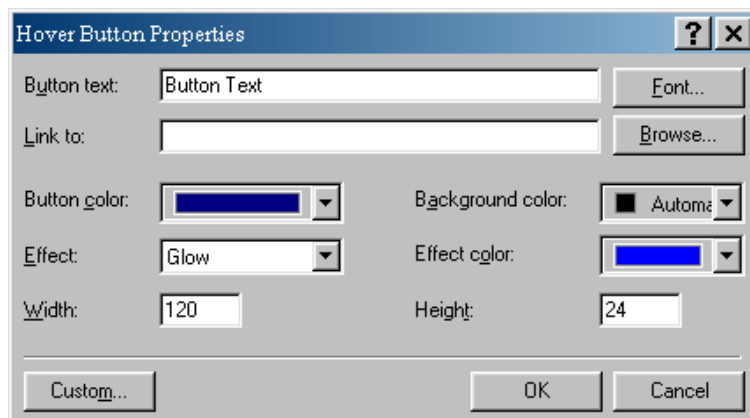 Hover Button Properties ?
Button text: Button Text Font...
Link to: Browse...
Button color: Background color: Automa
Effect: Glow Effect color:
Width: 120 Height: 24
Custom... OK Cancel